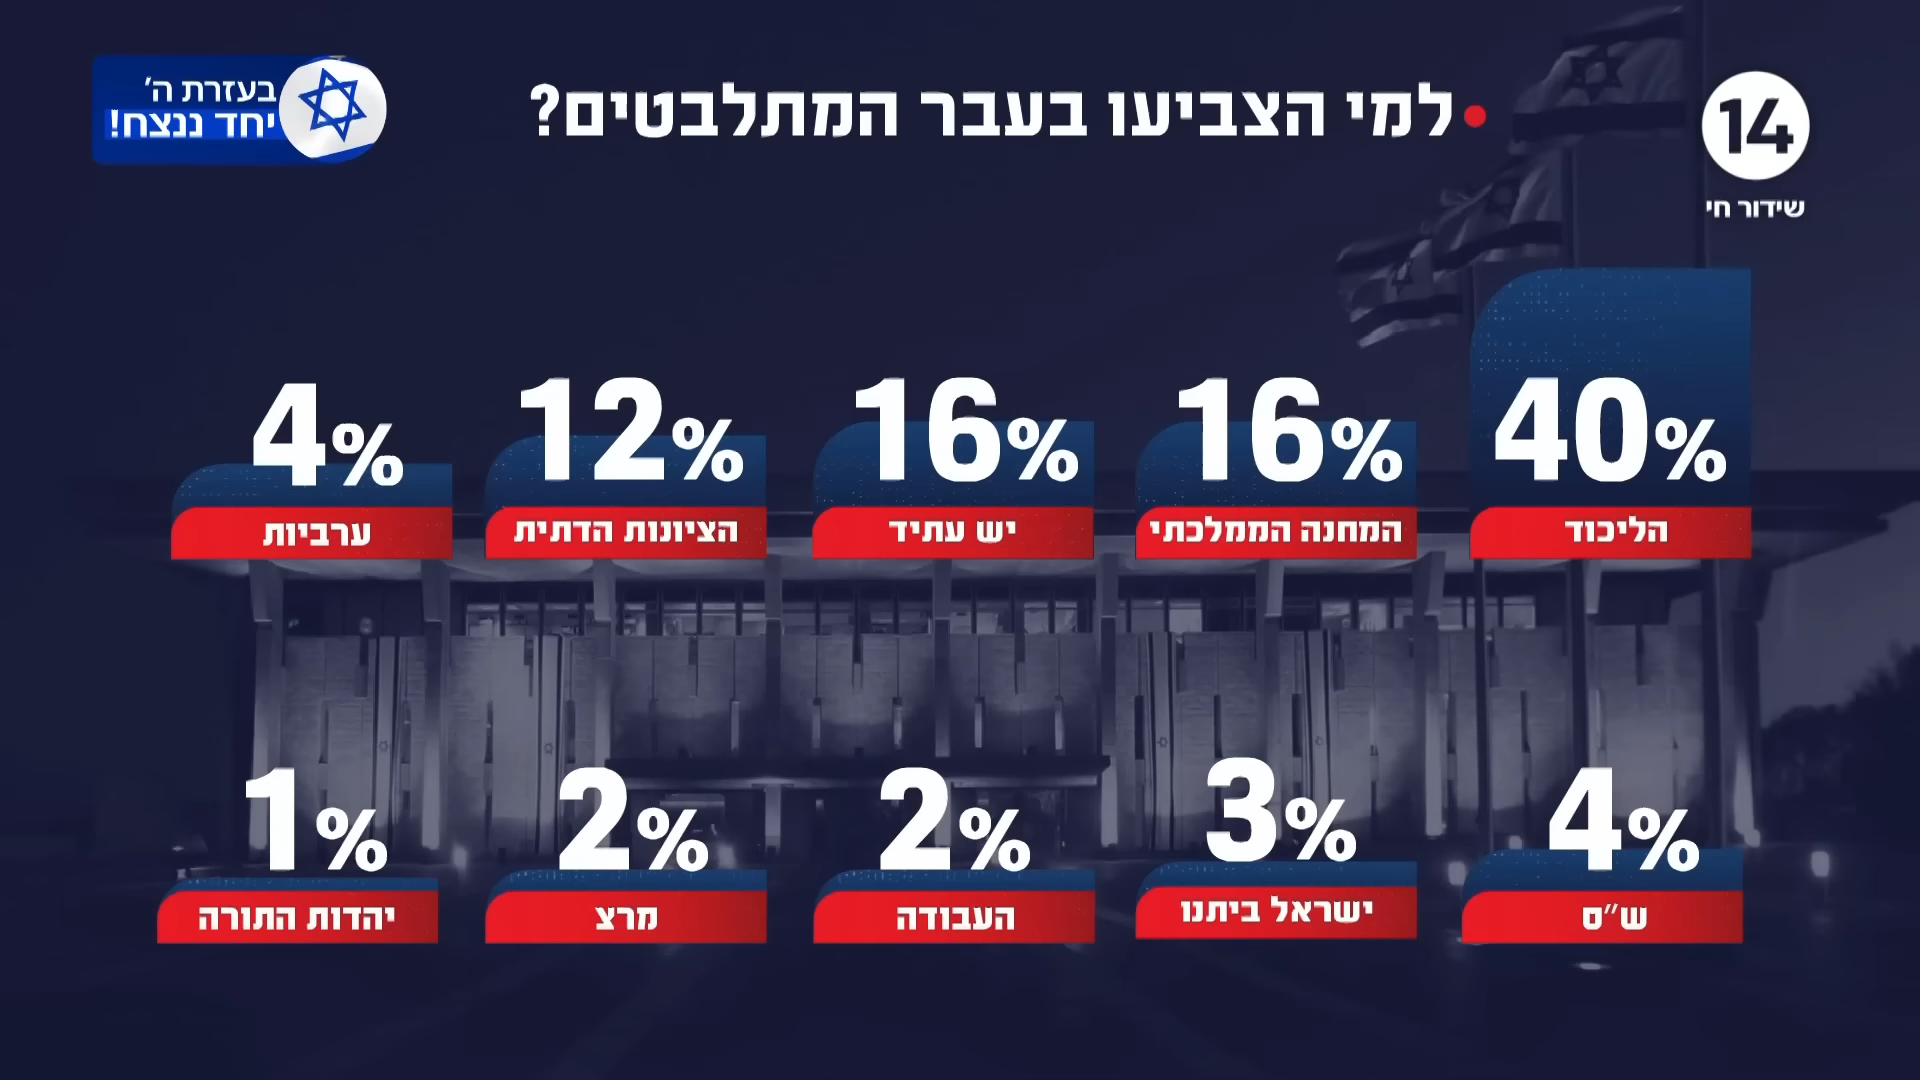 למי הצביעו בעבר המתלבטים?
14
שידור חי
בעזרת ה'
יחד ננצח!
40%
הליכוד
16%
המחנה הממלכתי
16%
יש עתיד
12%
הציונות הדתית
4%
ערביות
4%
ש״ס
3%
ישראל ביתנו
2%
העבודה
2%
מרצ
1%
יהדות התורה